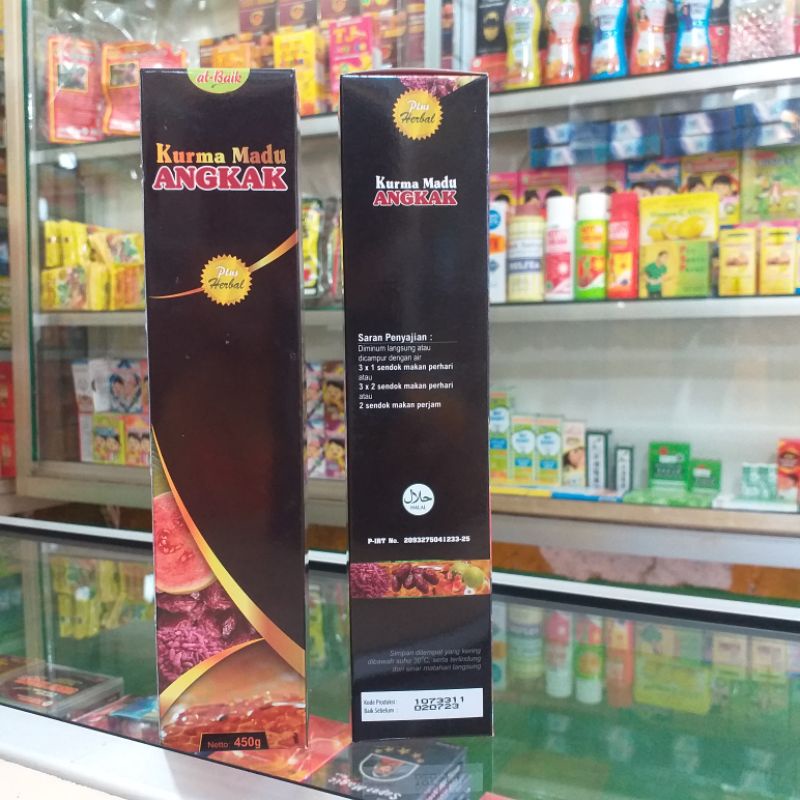 al-Baik
Kurma Madu
ANGKAK
Plus
Herbal
Netto 450g
Plus
Herbal
Kurma Madu
ANGKAK
Saran Penyajian :
Diminum langsung atau
dicampur dengan air
3 x 1 sendok makan perhari
atau
3 x 2 sendok makan perhari
atau
2 sendok makan perjam
حلال
HALAL
P-IRT No. 2093275041233-25
Simpan ditempat yang kering
dibawah suhu 30°C, serta terlindung
dari sinar matahari langsung
Kode Produksi : 1073311
Baik Sebelum : 020723